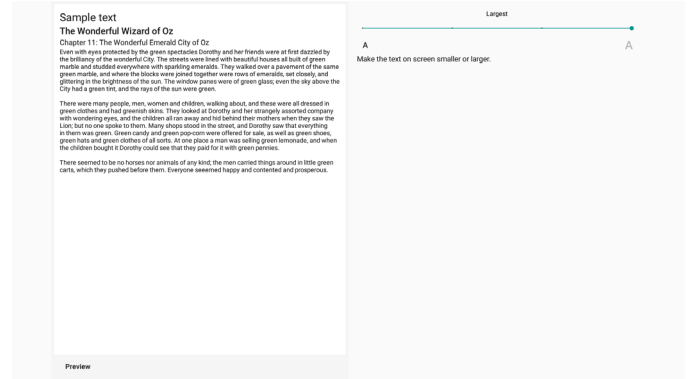 Sample text
The Wonderful Wizard of Oz
Chapter 11: The Wonderful Emerald City of Oz
Even with eyes protected by the green spectacles Dorothy and her friends were at first dazzled by
the brilliancy of the wonderful City. The streets were lined with beautiful houses all built of green
marble and studded everywhere with sparkling emeralds. They walked over a pavement of the same
green marble, and where the blocks were joined together were rows of emeralds, set closely, and
glittering in the brightness of the sun. The window panes were of green glass; even the sky above the
City had a green tint, and the rays of the sun were green.
There were many people, men, women and children, walking about, and these were all dressed in
green clothes and had greenish skins. They looked at Dorothy and her strangely assorted company
with wondering eyes, and the children all ran away and hid behind their mothers when they saw the
Lion; but no one spoke to them. Many shops stood in the street, and Dorothy saw that everything
in them was green. Green candy and green pop-corn were offered for sale, as well as green shoes,
green hats and green clothes of all sorts. At one place a man was selling green lemonade, and when
the children bought it Dorothy could see that they paid for it with green pennies.
There seemed to be no horses nor animals of any kind; the men carried things around in little green
carts, which they pushed before them. Everyone seeemed happy and contented and prosperous.
Preview
Largest
A A
Make the text on screen smaller or larger.